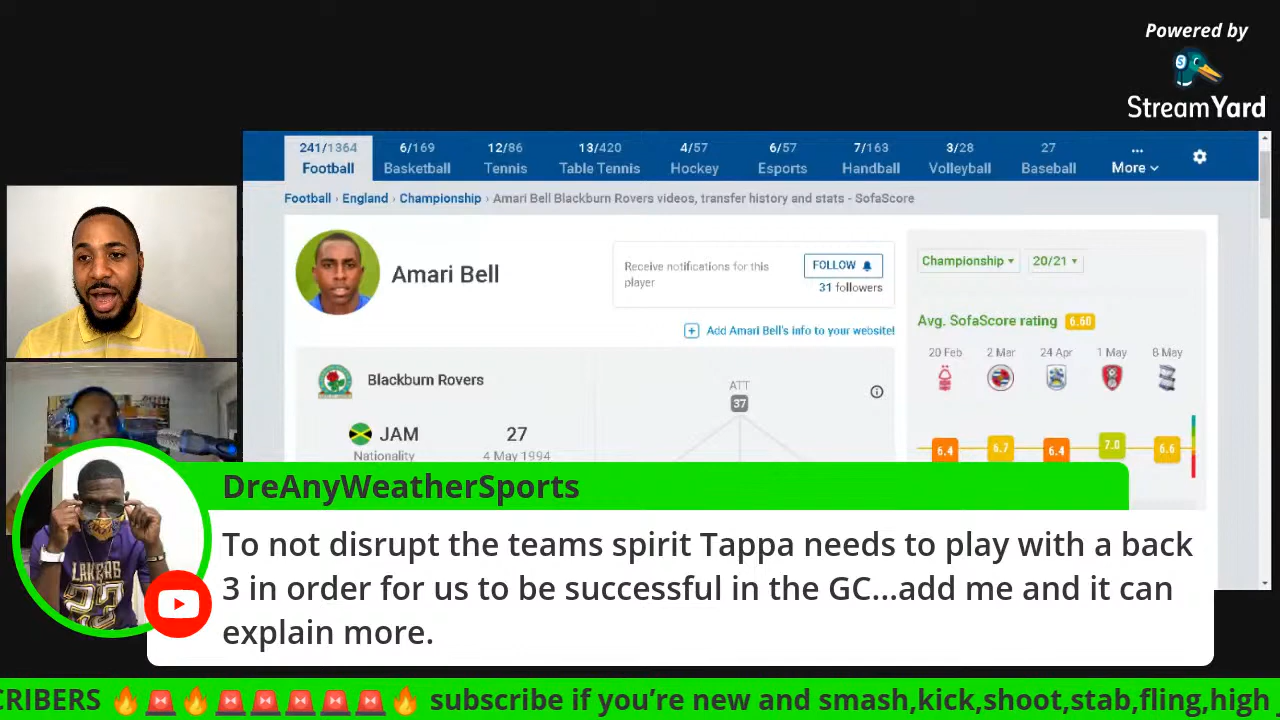 Powered by
StreamYard
241/1364 6/169 12/86 13/420 4/57 6/57 7/163 3/28 27 ...
Football Basketball Tennis Table Tennis Hockey Esports Handball Volleyball Baseball More
Football › England › Championship › Amari Bell Blackburn Rovers videos, transfer history and stats - SofaScore
Amari Bell
Receive notifications for this
player
FOLLOW
31 followers
+ Add Amari Bell's info to your website!
Championship 20/21
Avg. SofaScore rating 6.60
20 Feb 2 Mar 24 Apr 1 May 8 May
6.4 6.7 6.4 7.0 6.6
Blackburn Rovers
ATT
37
JAM 27
Nationality 4 May 1994
DreAnyWeatherSports
To not disrupt the teams spirit Tappa needs to play with a back
3 in order for us to be successful in the GC...add me and it can
explain more.
LAKERS
23
CRIBERS 🔥🚨🔥🚨🚨🚨🚨🚨🔥 subscribe if you’re new and smash,kick,shoot,stab,fling,high